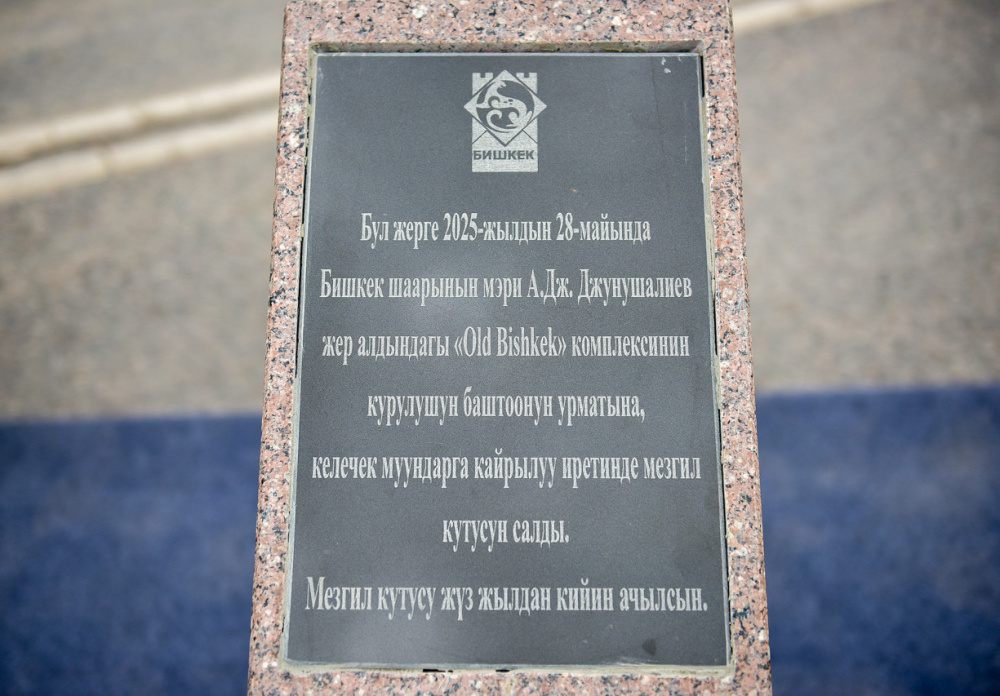 БИШКЕК
Бул жерге 2025-жылдын 28-майында
Бишкек шаарынын мэри А.Дж. Джунушалиев
жер алдындагы «Old Bishkek» комплексинин
курулушун баштоонун урматына,
келечек муундарга кайрылуу иретинде мезгил
кутусун салды.
Мезгил кутусу жүз жылдан кийин ачылсын.